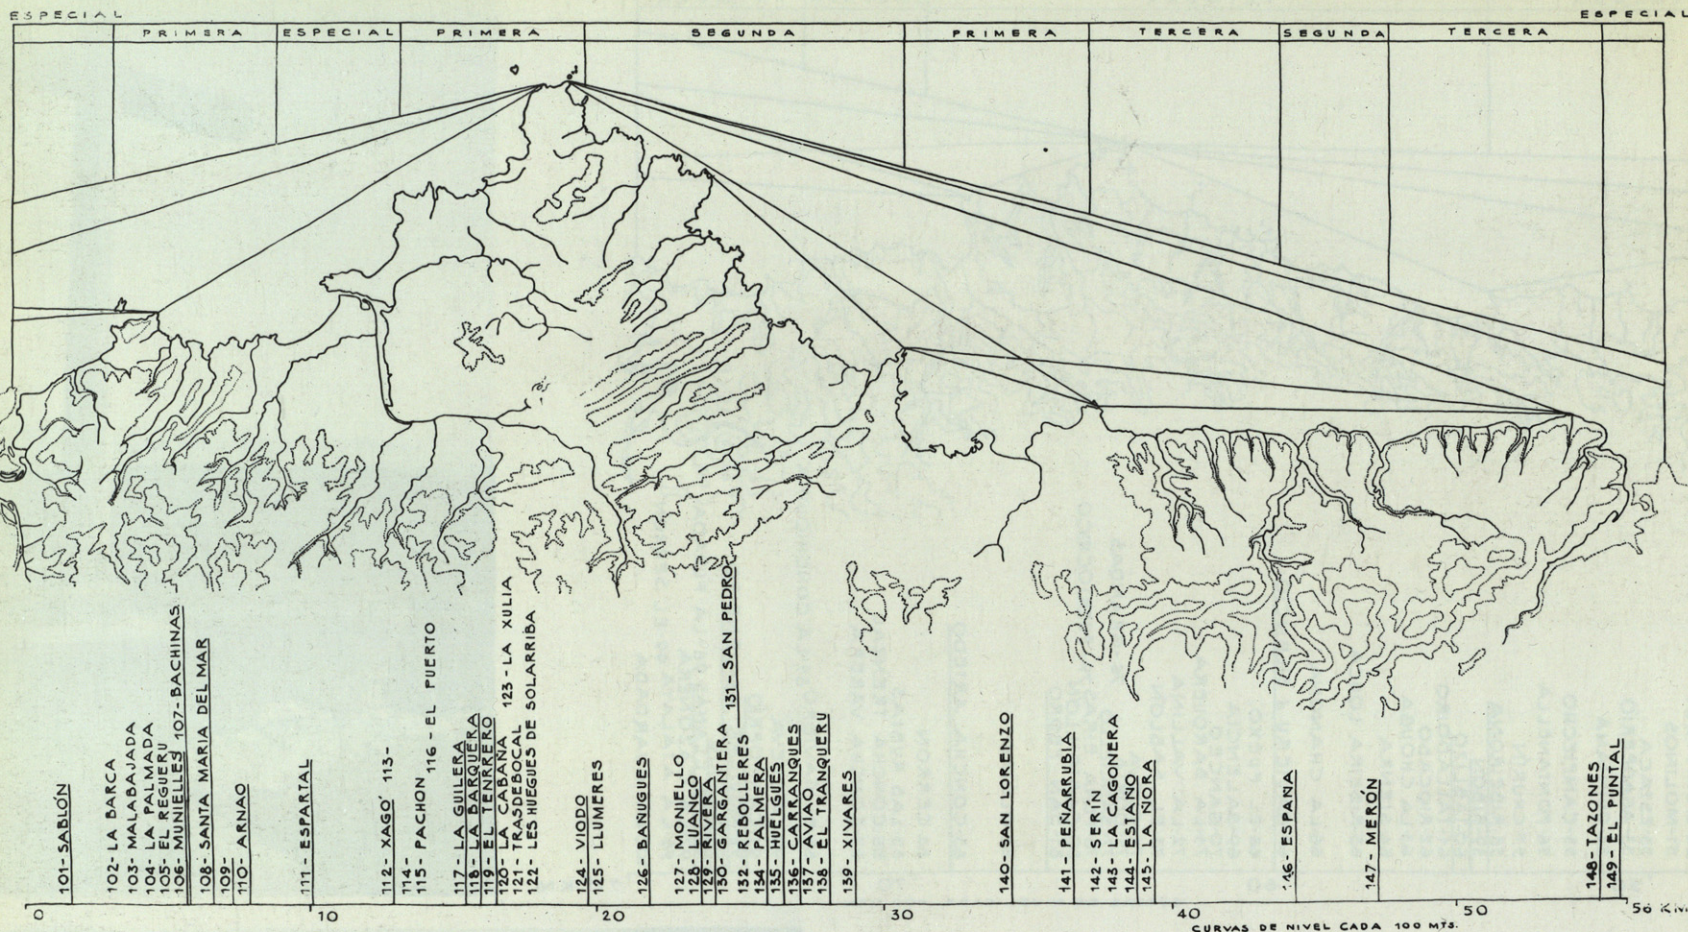 ESPECIAL
ESPECIAL
PRIMERA
ESPECIAL
PRIMERA
SEGUNDA
PRIMERA
TERCERA
SEGUNDA
TERCERA
101- SABLÓN
102- LA BARCA
103- MALABAJADA
104- LA PALMADA
105- EL REGUERU
106- MUNIELLES
107- BACHINAS
108- SANTA MARIA DEL MAR
109-
110- ARNAO
111- ESPARTAL
112- XAGÓ
113-
114-
115- PACHON
116- EL PUERTO
117- LA GUILERA
118- LA BARQUERA
119- EL TENRRERO
120- LA CABAÑA
121- TRASDEBOCAL
122- LES HUEGUES DE SOLARRIBA
123- LA XULIA
124- VIODO
125- LLUMERES
126- BAÑUGUES
127- MONIELLO
128- LUANCO
129- RIVERA
130- GARGANTERA
131- SAN PEDRO
132- REBOLLERES
134- PALMERA
135- HUELGUES
136- CARRANQUES
137- AVIAO
138- EL TRANQUERU
139- XIVARES
140- SAN LORENZO
141- PEÑARRUBIA
142- SERÍN
143- LA CAGONERA
144- ESTAÑO
145- LA ÑORA
146- ESPAÑA
147- MERÓN
148- TAZONES
149- EL PUNTAL
0 10 20 30 40 50 56 KM
CURVAS DE NIVEL CADA 100 MTS.